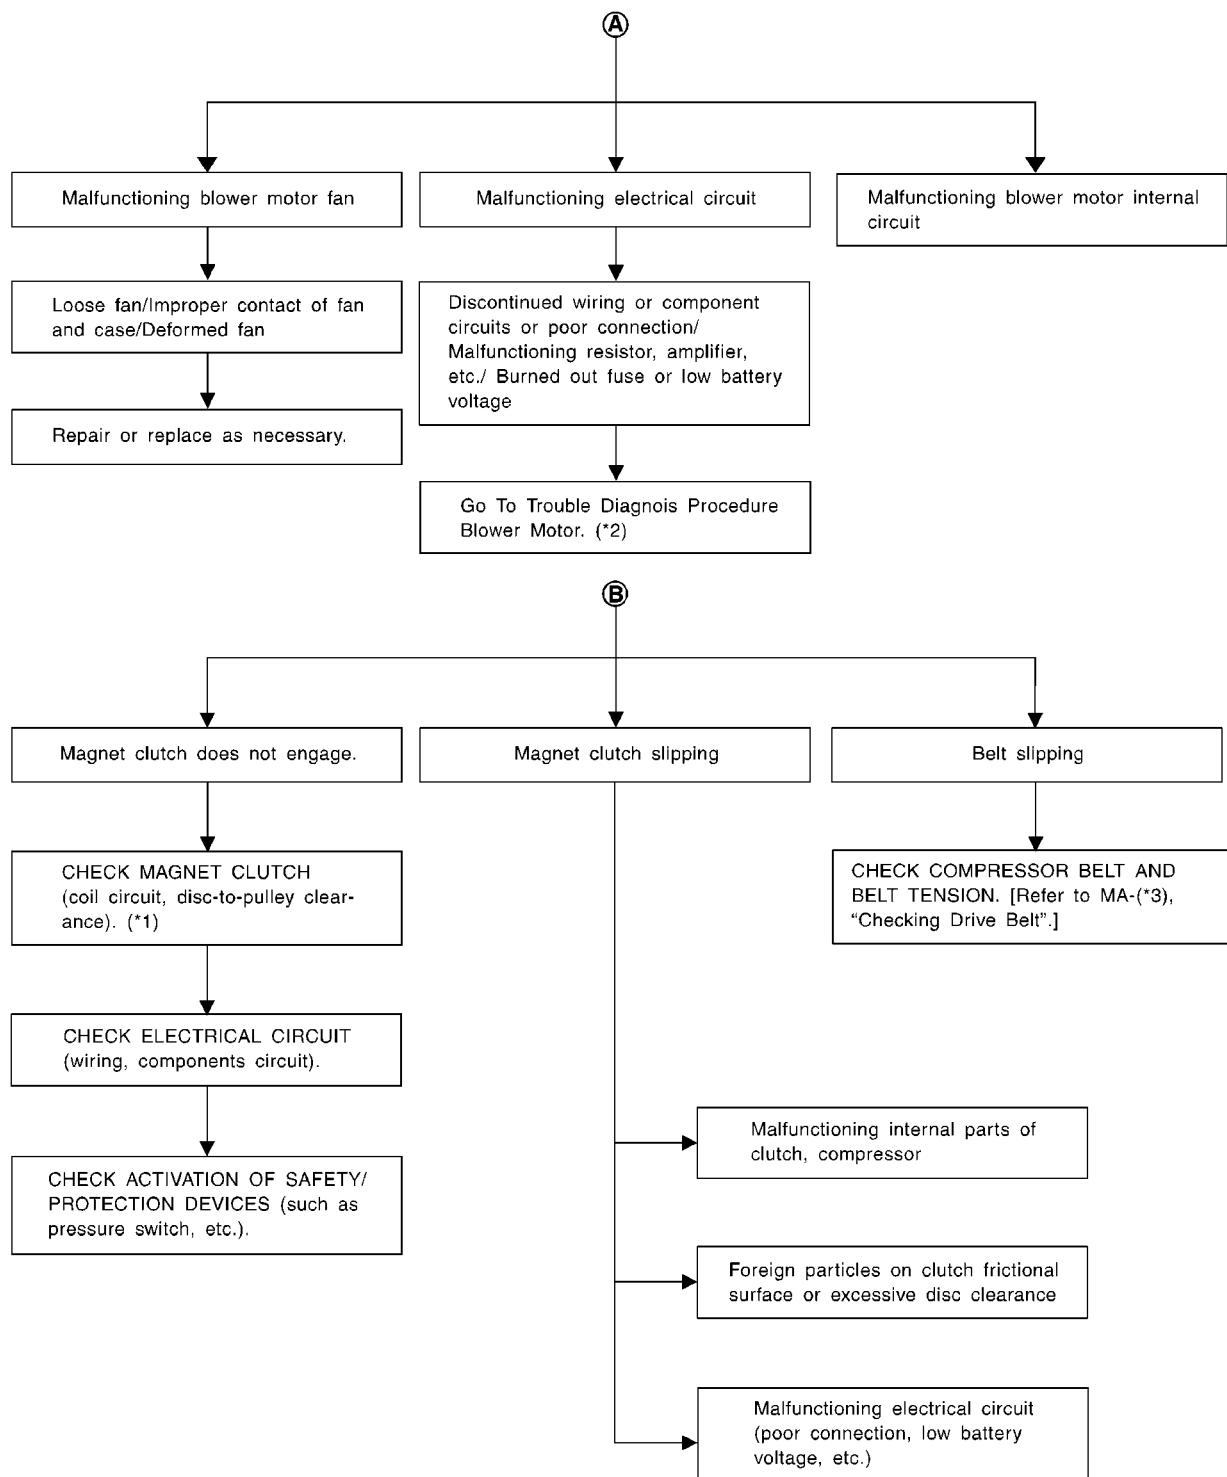 A
Malfunctioning blower motor fan
Malfunctioning electrical circuit
Malfunctioning blower motor internal
circuit
Loose fan/Improper contact of fan
and case/Deformed fan
Discontinued wiring or component
circuits or poor connection/
Malfunctioning resistor, amplifier,
etc./ Burned out fuse or low battery
voltage
Repair or replace as necessary.
Go To Trouble Diagnois Procedure
Blower Motor. (*2)
B
Magnet clutch does not engage.
Magnet clutch slipping
Belt slipping
CHECK MAGNET CLUTCH
(coil circuit, disc-to-pulley clear-
ance). (*1)
CHECK COMPRESSOR BELT AND
BELT TENSION. [Refer to MA-(*3),
“Checking Drive Belt”.]
CHECK ELECTRICAL CIRCUIT
(wiring, components circuit).
CHECK ACTIVATION OF SAFETY/
PROTECTION DEVICES (such as
pressure switch, etc.).
Malfunctioning internal parts of
clutch, compressor
Foreign particles on clutch frictional
surface or excessive disc clearance
Malfunctioning electrical circuit
(poor connection, low battery
voltage, etc.)